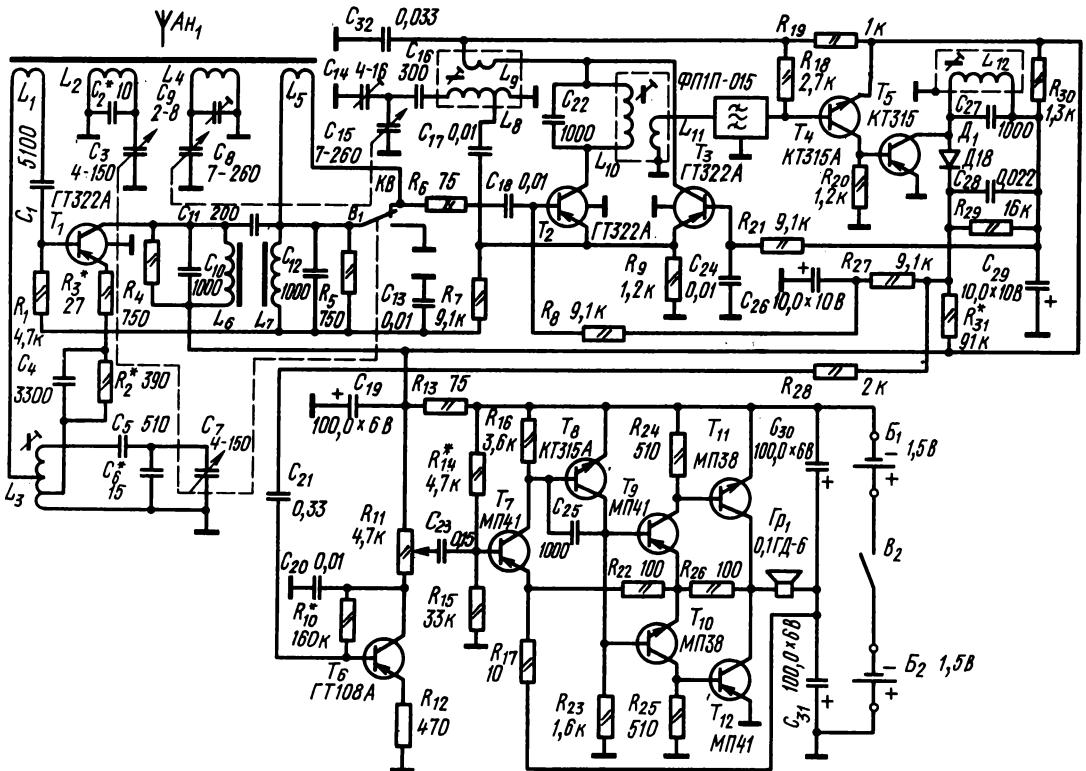 Ан1
C32
0,033
R19
1к
L1
L2
C2* 10
L4
C9
2-8
L5
C14 4-16
C16
300
L9
L8
C22
1000
L10
ФП1П-015
L11
R18
2,7к
T4
КТ315А
T5
КТ315
L12
C27
1000
R30
1,3к
5100
C1
C3
4-150
C8
7-260
C15
7-260
C17 0,01
Д1
Д18
C28 0,022
R29 16к
ГТ322А
T1
КВ
R6 75
C18 0,01
T2
ГТ322А
T3
ГТ322А
R20
1,2к
R21 9,1к
C11 200
B1
R1
4,7к
R3*
27
R4
750
C10
1000
L6
L7
C12
1000
R5
750
C13
0,01
R7
9,1к
R8 9,1к
R9
1,2к
C24
0,01
C26 10,0×10В
+
R27 9,1к
R31*
91к
C29
10,0×10В
+
C4
3300
R2* 390
C5 510
C6*
15
C7
4-150
L3
C19
+
100,0×6В
R13 75
R28
2к
C21
0,33
R11
4,7к
R14*
4,7к
C23
0,15
R16
3,6к
T7
МП41
T8
КТ315А
C25
1000
T9
МП41
R24
510
T11
МП38
C30
100,0×6В
+
Б1
1,5В
−
+
Гр1
0,1ГД-6
B2
C20 0,01
R10*
160к
R15
33к
R22 100
R26 100
T10
МП38
R17
10
T6
ГТ108А
R12
470
R23
1,6к
R25
510
T12
МП41
100,0×6В
C31
+
Б2 1,5В
−
+